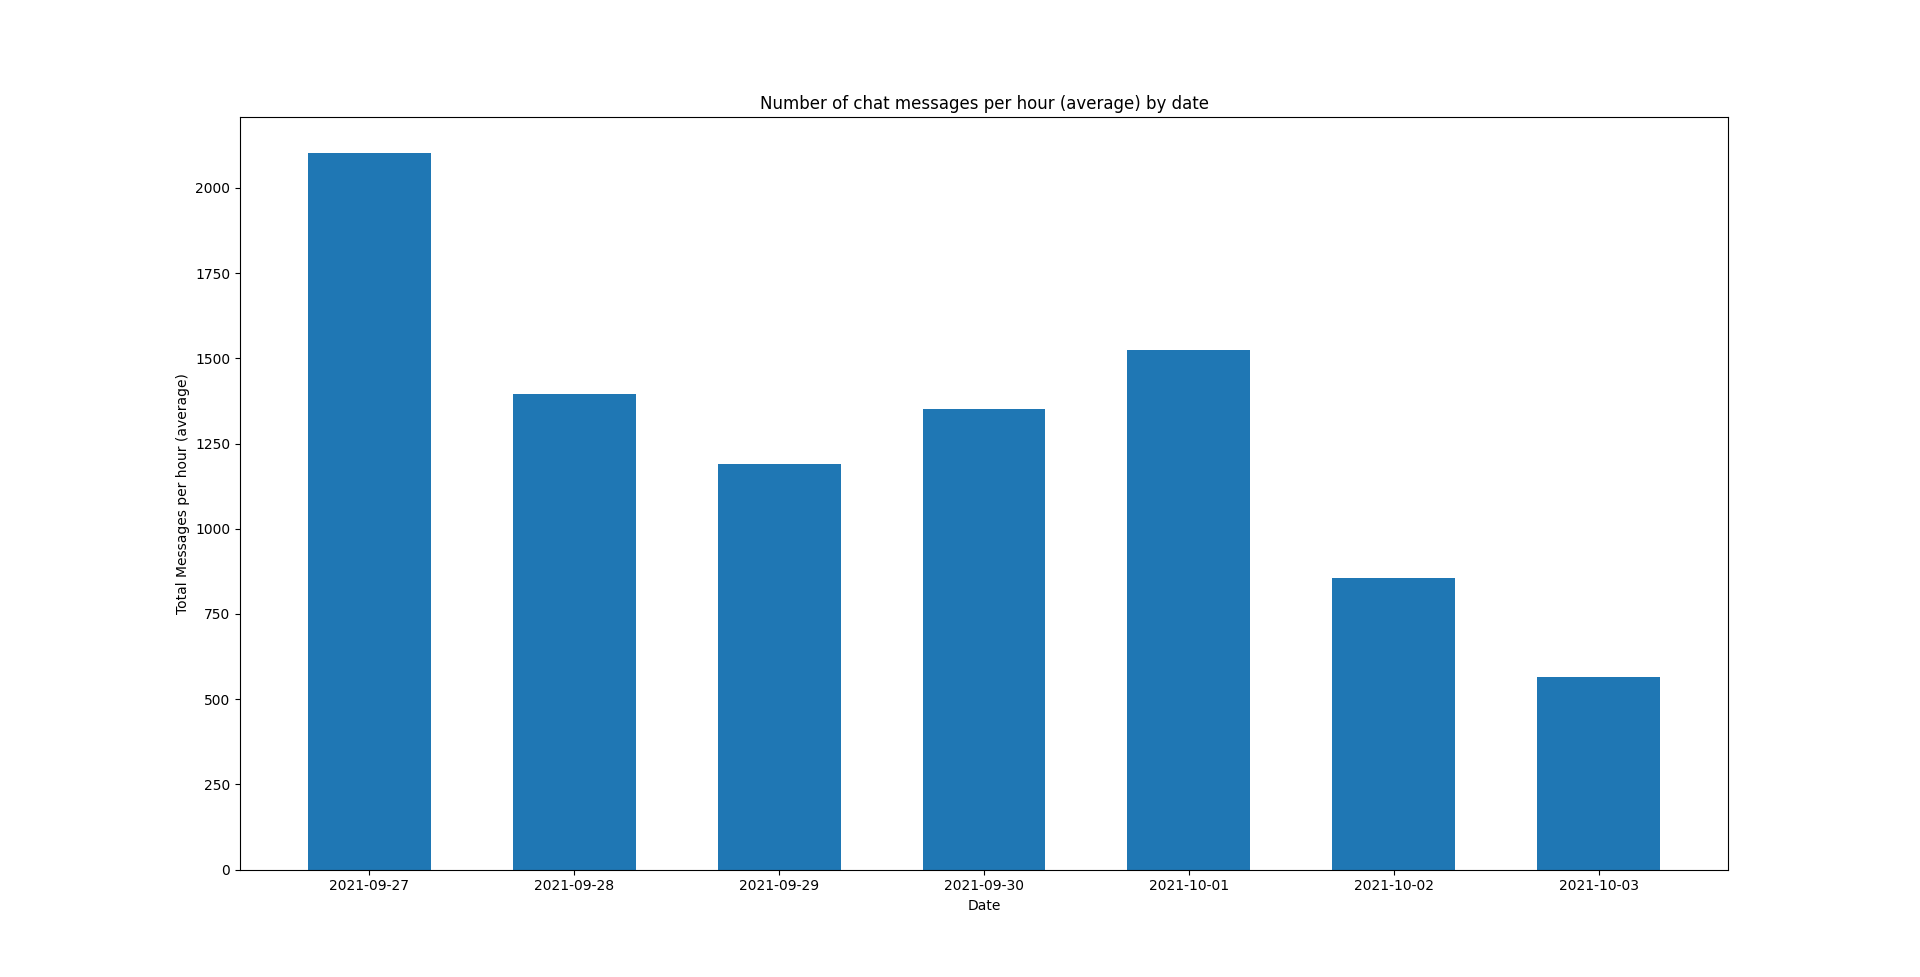 Number of chat messages per hour (average) by date
Total Messages per hour (average)
2000
1750
1500
1250
1000
750
500
250
0
2021-09-27 2021-09-28 2021-09-29 2021-09-30 2021-10-01 2021-10-02 2021-10-03
Date